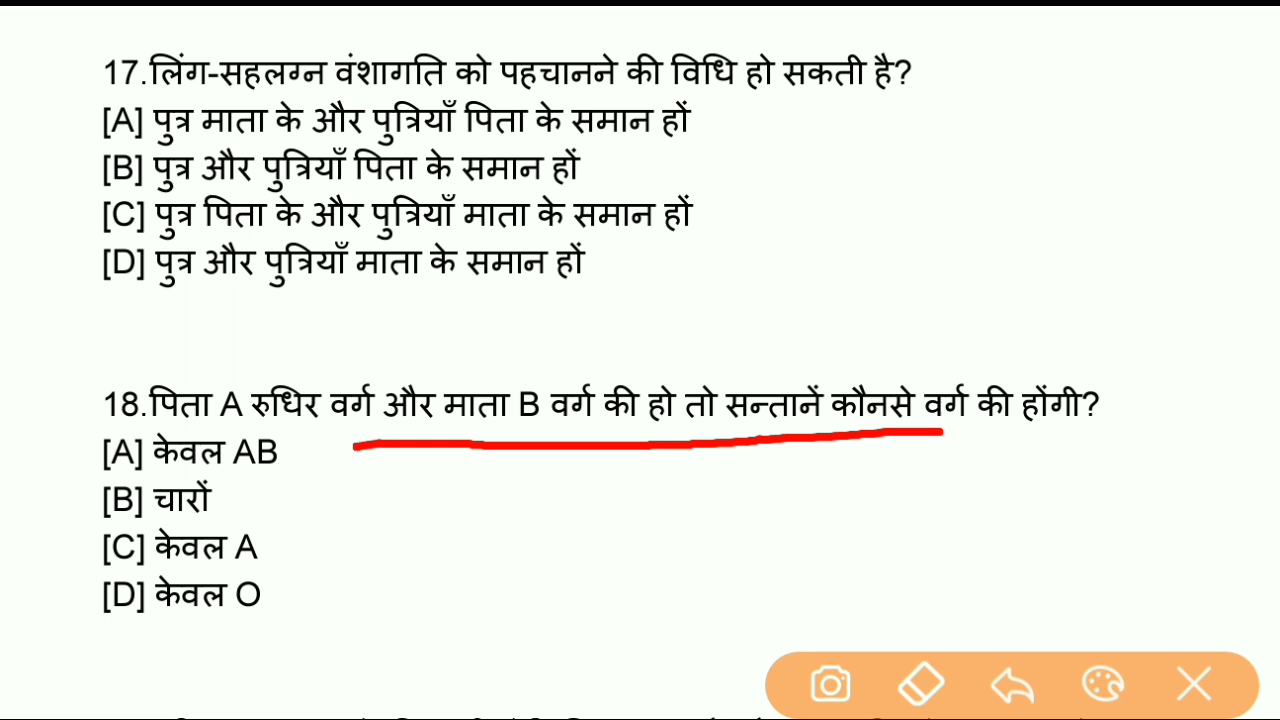 17.लिंग-सहलग्न वंशागति को पहचानने की विधि हो सकती है?
[A] पुत्र माता के और पुत्रियाँ पिता के समान हों
[B] पुत्र और पुत्रियाँ पिता के समान हों
[C] पुत्र पिता के और पुत्रियाँ माता के समान हों
[D] पुत्र और पुत्रियाँ माता के समान हों
18.पिता A रुधिर वर्ग और माता B वर्ग की हो तो सन्तानें कौनसे वर्ग की होंगी?
[A] केवल AB
[B] चारों
[C] केवल A
[D] केवल O